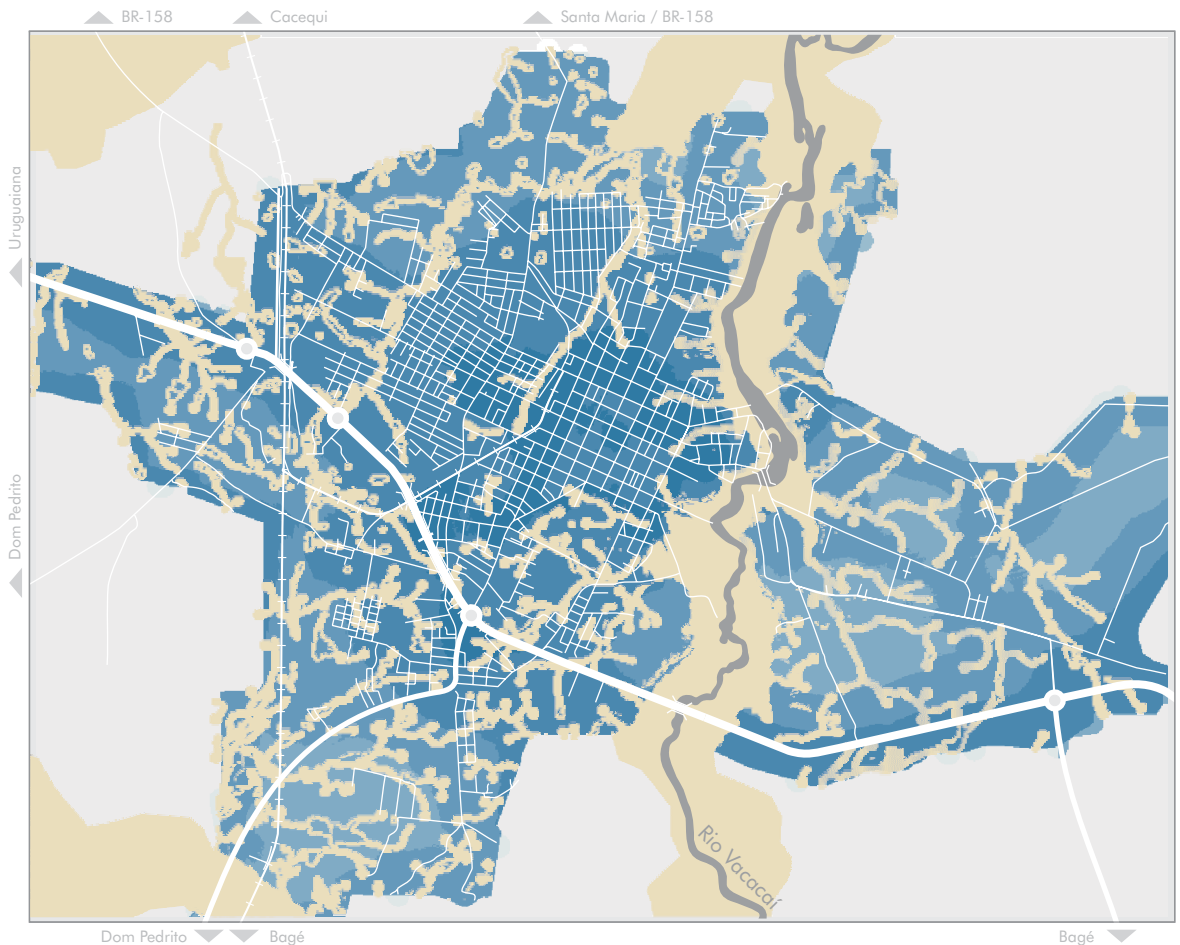 BR-158
Cacequi
Santa Maria / BR-158
Uruguaiana
Dom Pedrito
Rio Vacacaí
Dom Pedrito
Bagé
Bagé